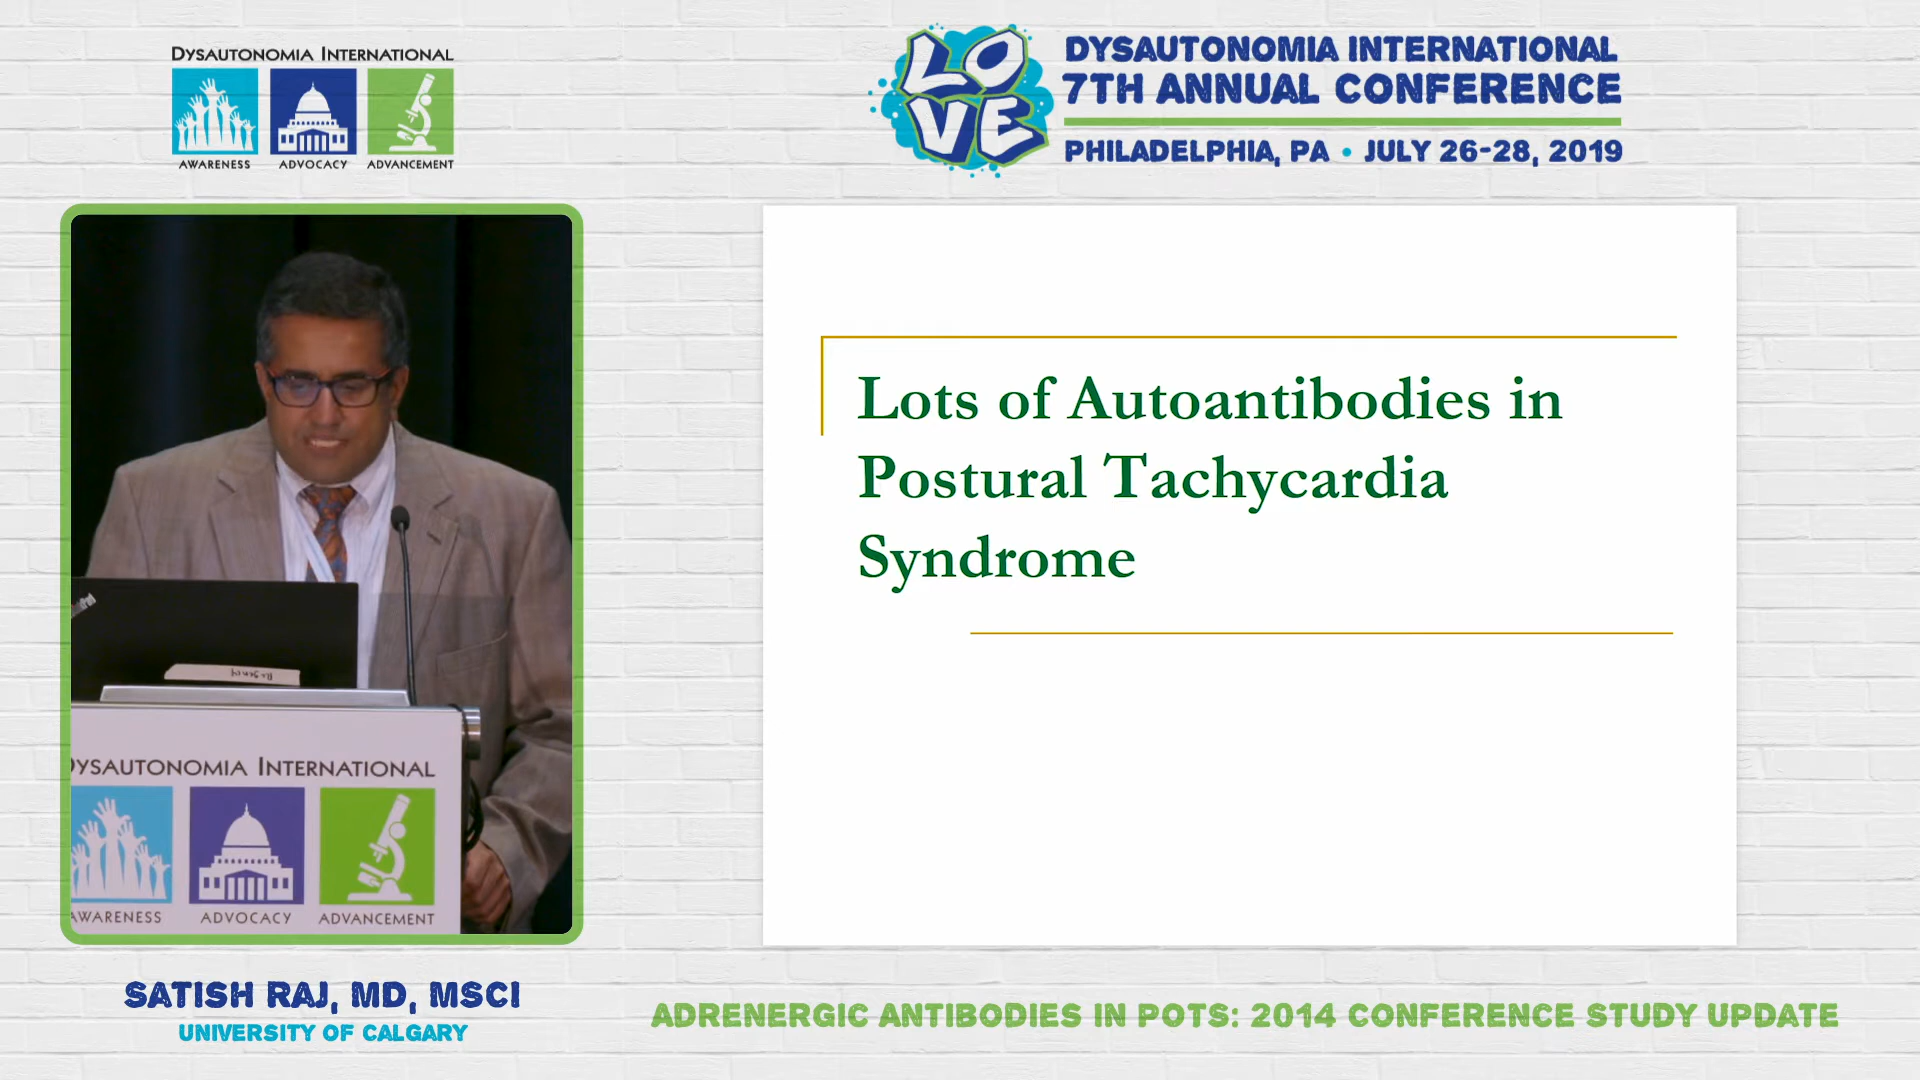 DYSAUTONOMIA INTERNATIONAL
AWARENESS ADVOCACY ADVANCEMENT
LOVE
DYSAUTONOMIA INTERNATIONAL
7TH ANNUAL CONFERENCE
PHILADELPHIA, PA • JULY 26-28, 2019
Lots of Autoantibodies in
Postural Tachycardia
Syndrome
YSAUTONOMIA INTERNATIONAL
AWARENESS ADVOCACY ADVANCEMENT
SATISH RAJ, MD, MSCI
UNIVERSITY OF CALGARY
ADRENERGIC ANTIBODIES IN POTS: 2014 CONFERENCE STUDY UPDATE